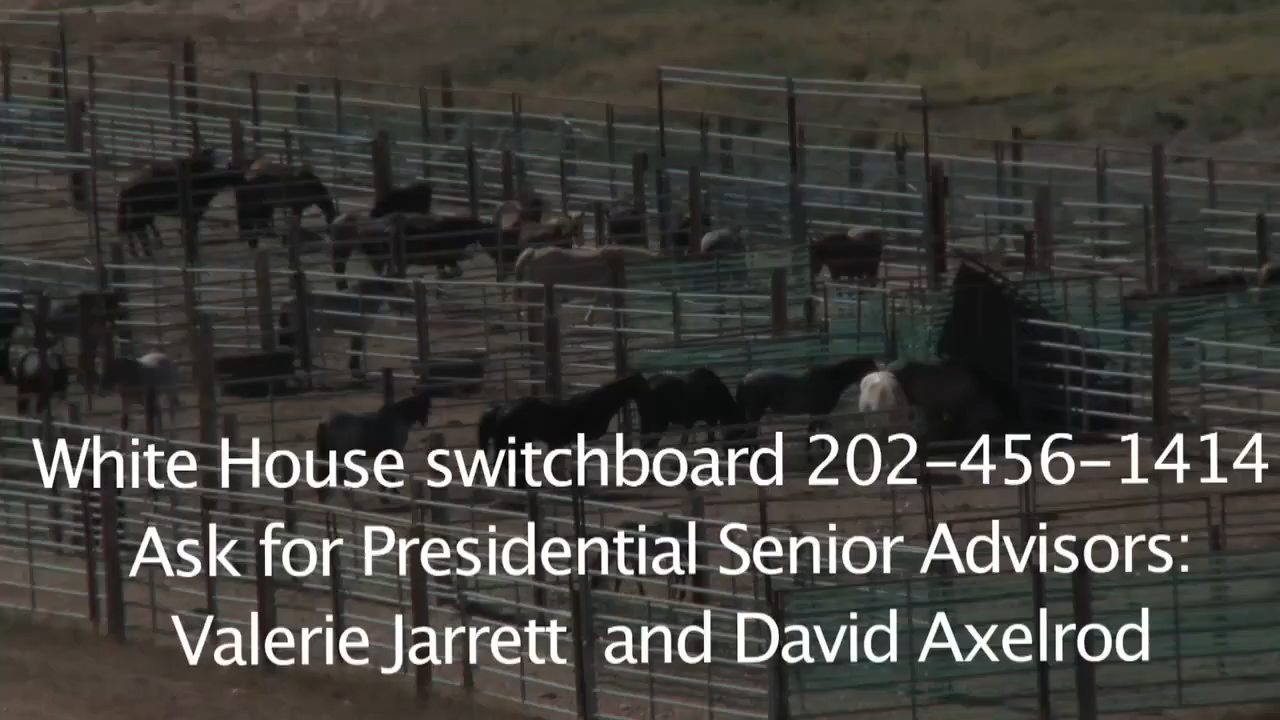 White House switchboard 202-456-1414
Ask for Presidential Senior Advisors:
Valerie Jarrett and David Axelrod